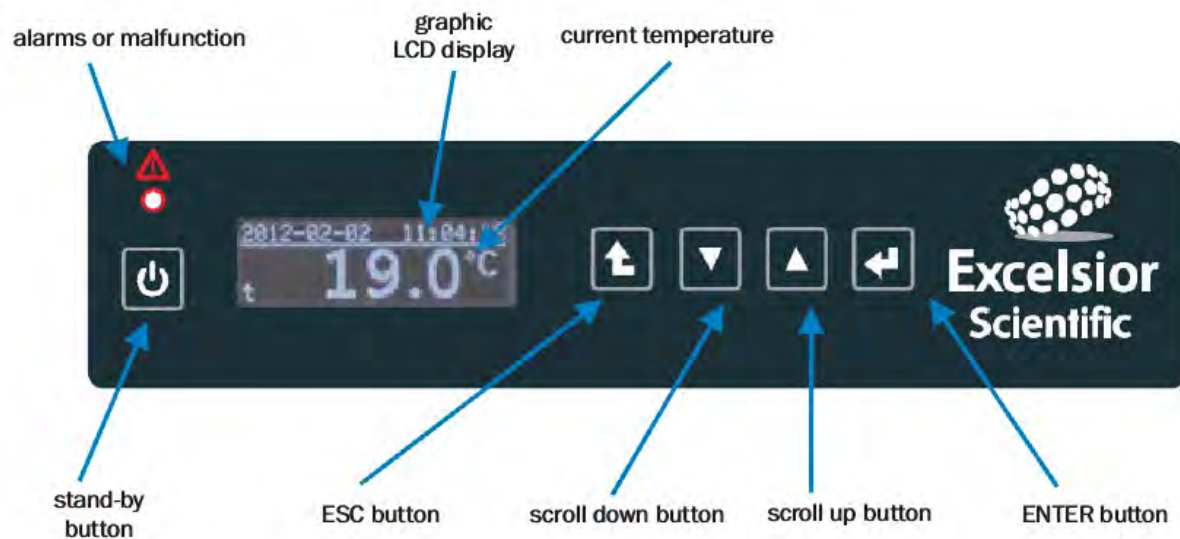 graphic
LCD display
alarms or malfunction
current temperature
2012-02-02
19.0 °C
t
Excelsior
Scientific
stand-by
button
ESC button
scroll down button
scroll up button
ENTER button